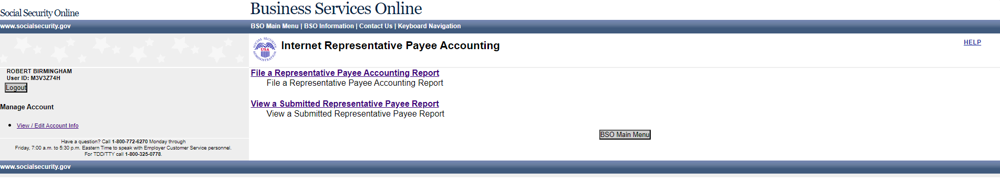 Social Security Online
Business Services Online
www.socialsecurity.gov
BSO Main Menu | BSO Information | Contact Us | Keyboard Navigation
SOCIAL SECURITY ADMINISTRATION
USA
Internet Representative Payee Accounting
HELP
ROBERT BIRMINGHAM
User ID: M3V3Z74H
Logout
Manage Account
View / Edit Account Info
Have a question? Call 1-800-772-6270 Monday through
Friday, 7:00 a.m. to 5:30 p.m. Eastern Time to speak with Employer Customer Service personnel.
For TDD/TTY call 1-800-325-0778.
File a Representative Payee Accounting Report
File a Representative Payee Accounting Report
View a Submitted Representative Payee Report
View a Submitted Representative Payee Report
BSO Main Menu
www.socialsecurity.gov